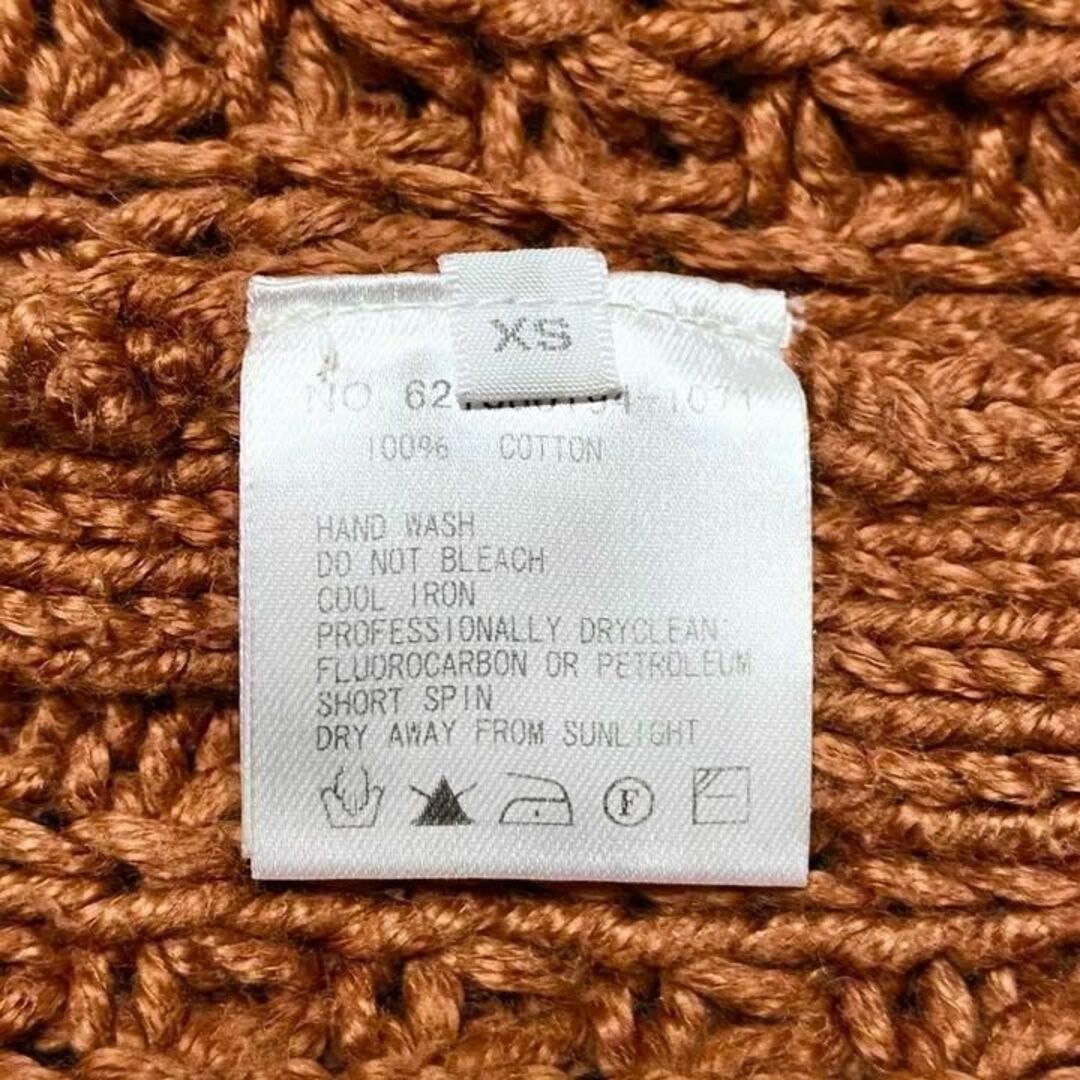 XS
NO.
100% COTTON
HAND WASH
DO NOT BLEACH
COOL IRON
PROFESSIONALLY DRYCLEAN
FLUOROCARBON OR PETROLEUM
SHORT SPIN
DRY AWAY FROM SUNLIGHT
F